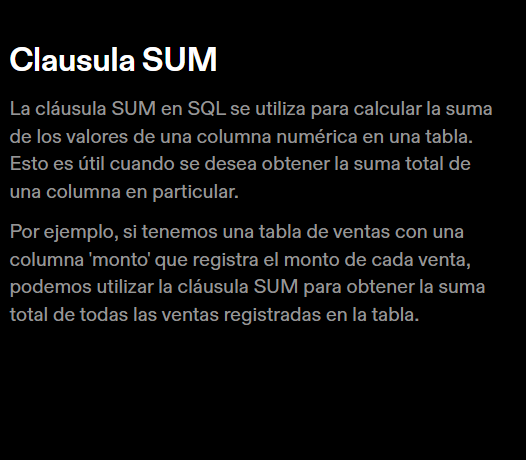 Clausula SUM
La cláusula SUM en SQL se utiliza para calcular la suma
de los valores de una columna numérica en una tabla.
Esto es útil cuando se desea obtener la suma total de
una columna en particular.
Por ejemplo, si tenemos una tabla de ventas con una
columna 'monto' que registra el monto de cada venta,
podemos utilizar la cláusula SUM para obtener la suma
total de todas las ventas registradas en la tabla.